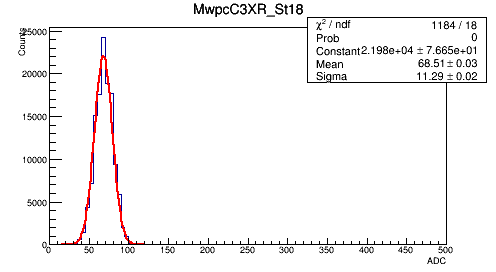 MwpcC3XR_St18
χ² / ndf 1184 / 18
Prob 0
Constant 2.198e+04 ± 7.665e+01
Mean 68.51 ± 0.03
Sigma 11.29 ± 0.02
Counts
25000
20000
15000
10000
5000
0
0 50 100 150 200 250 300 350 400 450 500
ADC